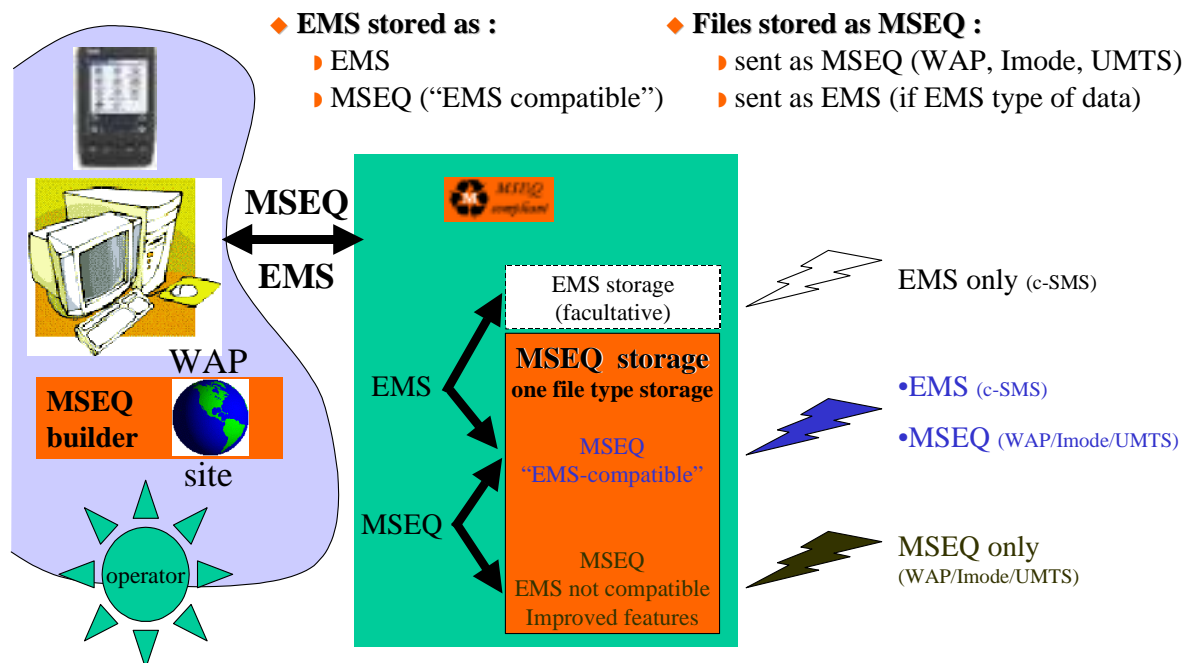 EMS stored as :
EMS
MSEQ (“EMS compatible”)
Files stored as MSEQ :
sent as MSEQ (WAP, Imode, UMTS)
sent as EMS (if EMS type of data)
MSEQ
EMS
WAP
MSEQ
builder
site
operator
M
MSEQ
compliant
EMS storage
(facultative)
MSEQ storage
one file type storage
EMS
MSEQ
“EMS-compatible”
MSEQ
MSEQ
EMS not compatible
Improved features
EMS only (c-SMS)
•EMS (c-SMS)
•MSEQ (WAP/Imode/UMTS)
MSEQ only
(WAP/Imode/UMTS)